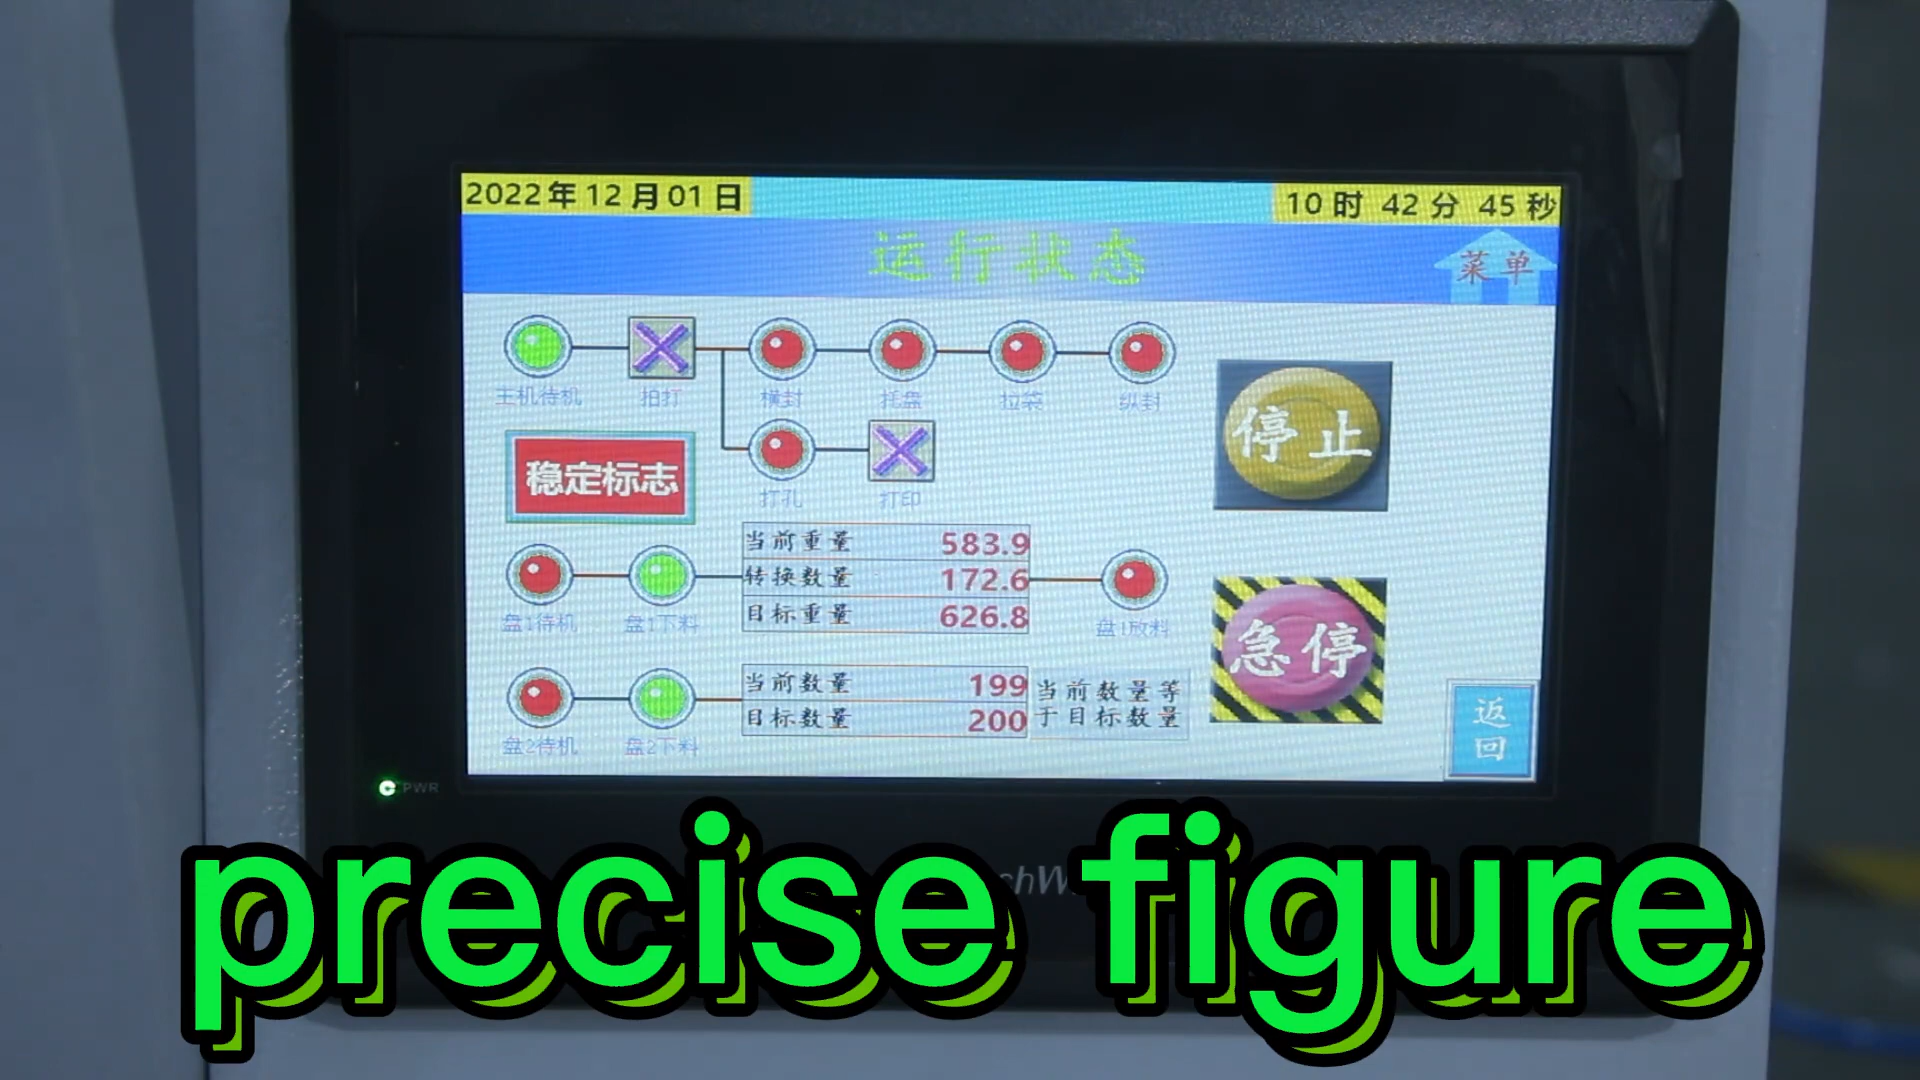 2022年12月01日
10时 42分 45秒
运行状态
菜单
主机待机
拍打
横封
托盘
拉袋
纵封
停止
稳定标志
打孔
打印
当前重量 583.9
转换数量 172.6
目标重量 626.8
盘1待机
盘1下料
盘1放料
急停
当前数量 199
目标数量 200
当前数量等
于目标数量
盘2待机
盘2下料
返
回
PWR
precise figure